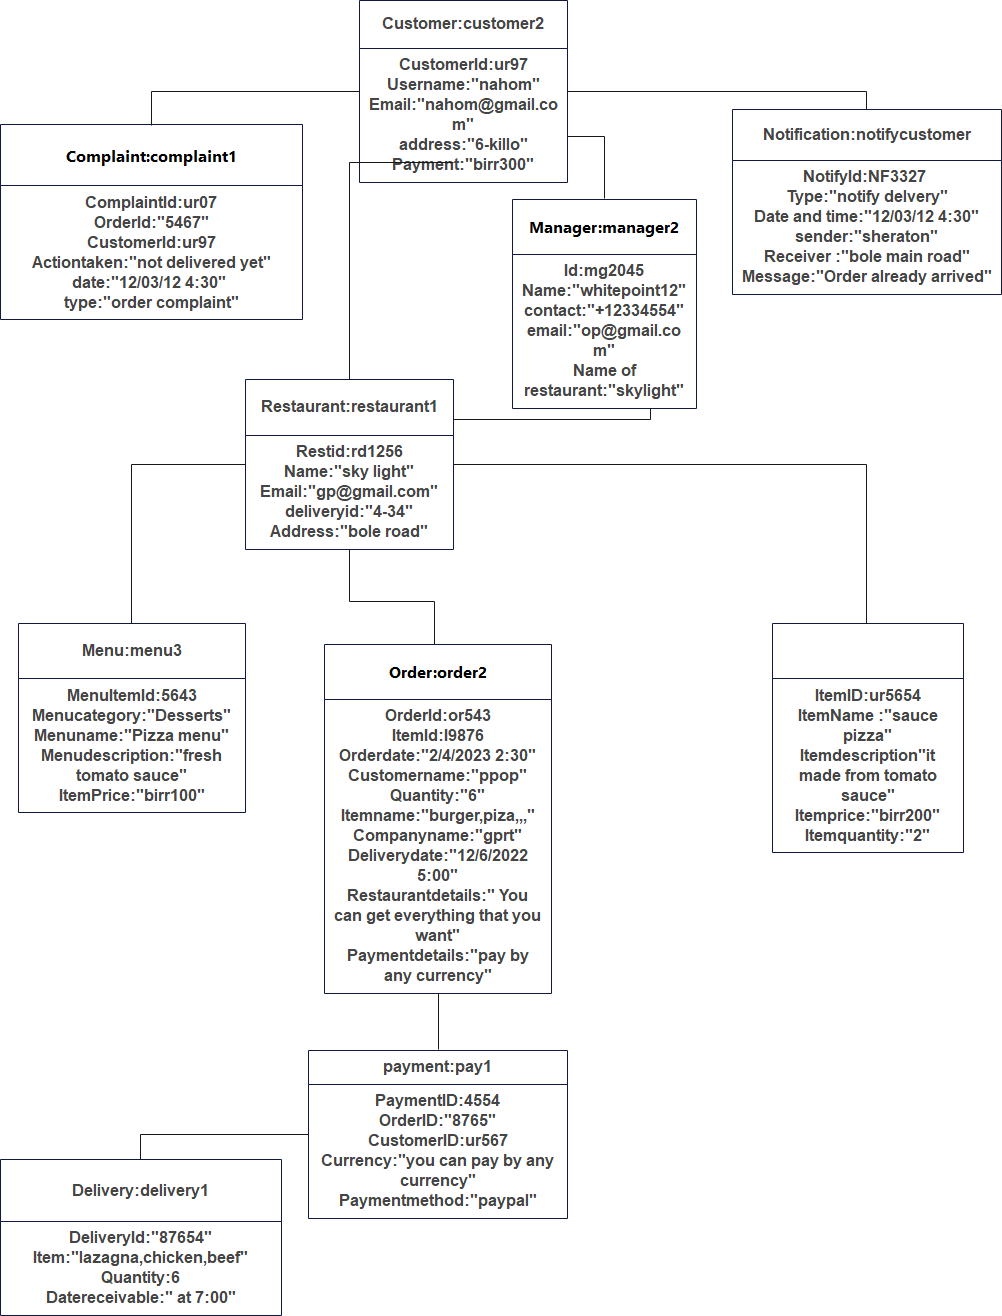 Customer:customer2
CustomerId:ur97
Username:"nahom"
Email:"nahom@gmail.co
m"
address:"6-killo"
Payment:"birr300"
Complaint:complaint1
ComplaintId:ur07
OrderId:"5467"
CustomerId:ur97
Actiontaken:"not delivered yet"
date:"12/03/12 4:30"
type:"order complaint"
Notification:notifycustomer
NotifyId:NF3327
Type:"notify delvery"
Date and time:"12/03/12 4:30"
sender:"sheraton"
Receiver :"bole main road"
Message:"Order already arrived"
Manager:manager2
Id:mg2045
Name:"whitepoint12"
contact:"+12334554"
email:"op@gmail.co
m"
Name of
restaurant:"skylight"
Restaurant:restaurant1
Restid:rd1256
Name:"sky light"
Email:"gp@gmail.com"
deliveryid:"4-34"
Address:"bole road"
Menu:menu3
MenuItemId:5643
Menucategory:"Desserts"
Menuname:"Pizza menu"
Menudescription:"fresh
tomato sauce"
ItemPrice:"birr100"
Order:order2
OrderId:or543
ItemId:I9876
Orderdate:"2/4/2023 2:30"
Customername:"ppop"
Quantity:"6"
Itemname:"burger,piza,,,"
Companyname:"gprt"
Deliverydate:"12/6/2022
5:00"
Restaurantdetails:" You
can get everything that you
want"
Paymentdetails:"pay by
any currency"
ItemID:ur5654
ItemName :"sauce
pizza"
Itemdescription"it
made from tomato
sauce"
Itemprice:"birr200"
Itemquantity:"2"
payment:pay1
PaymentID:4554
OrderID:"8765"
CustomerID:ur567
Currency:"you can pay by any
currency"
Paymentmethod:"paypal"
Delivery:delivery1
DeliveryId:"87654"
Item:"lazagna,chicken,beef"
Quantity:6
Datereceivable:" at 7:00"